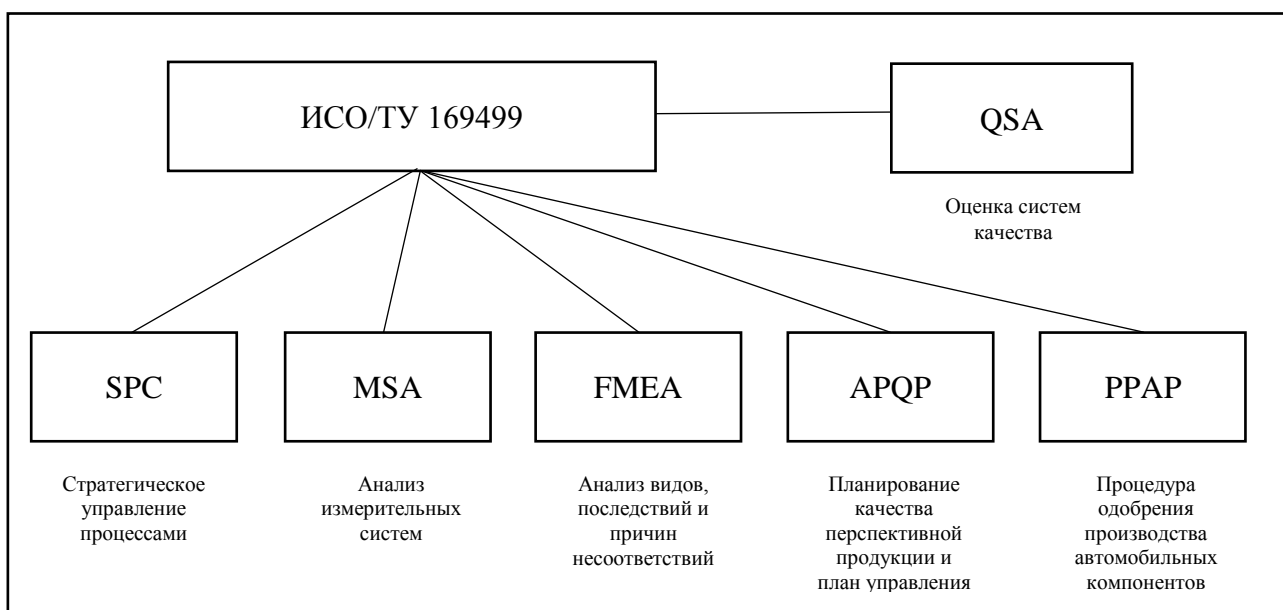 ИСО/ТУ 169499
QSA
Оценка систем
качества
SPC
MSA
FMEA
APQP
PPAP
Стратегическое
управление
процессами
Анализ
измерительных
систем
Анализ видов,
последствий и
причин
несоответствий
Планирование
качества
перспективной
продукции и
план управления
Процедура
одобрения
производства
автомобильных
компонентов